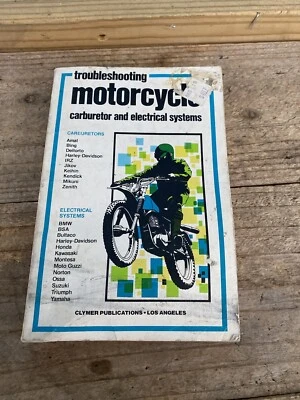 troubleshooting
motorcycle
carburetor and electrical systems
CARBURETORS
Amal
Bing
Dellorto
Harley-Davidson
IRZ
Jikov
Keihin
Kendick
Mikuni
Zenith
ELECTRICAL
SYSTEMS
BMW
BSA
Bultaco
Harley-Davidson
Honda
Kawasaki
Montesa
Moto Guzzi
Norton
Ossa
Suzuki
Triumph
Yamaha
CLYMER PUBLICATIONS • LOS ANGELES